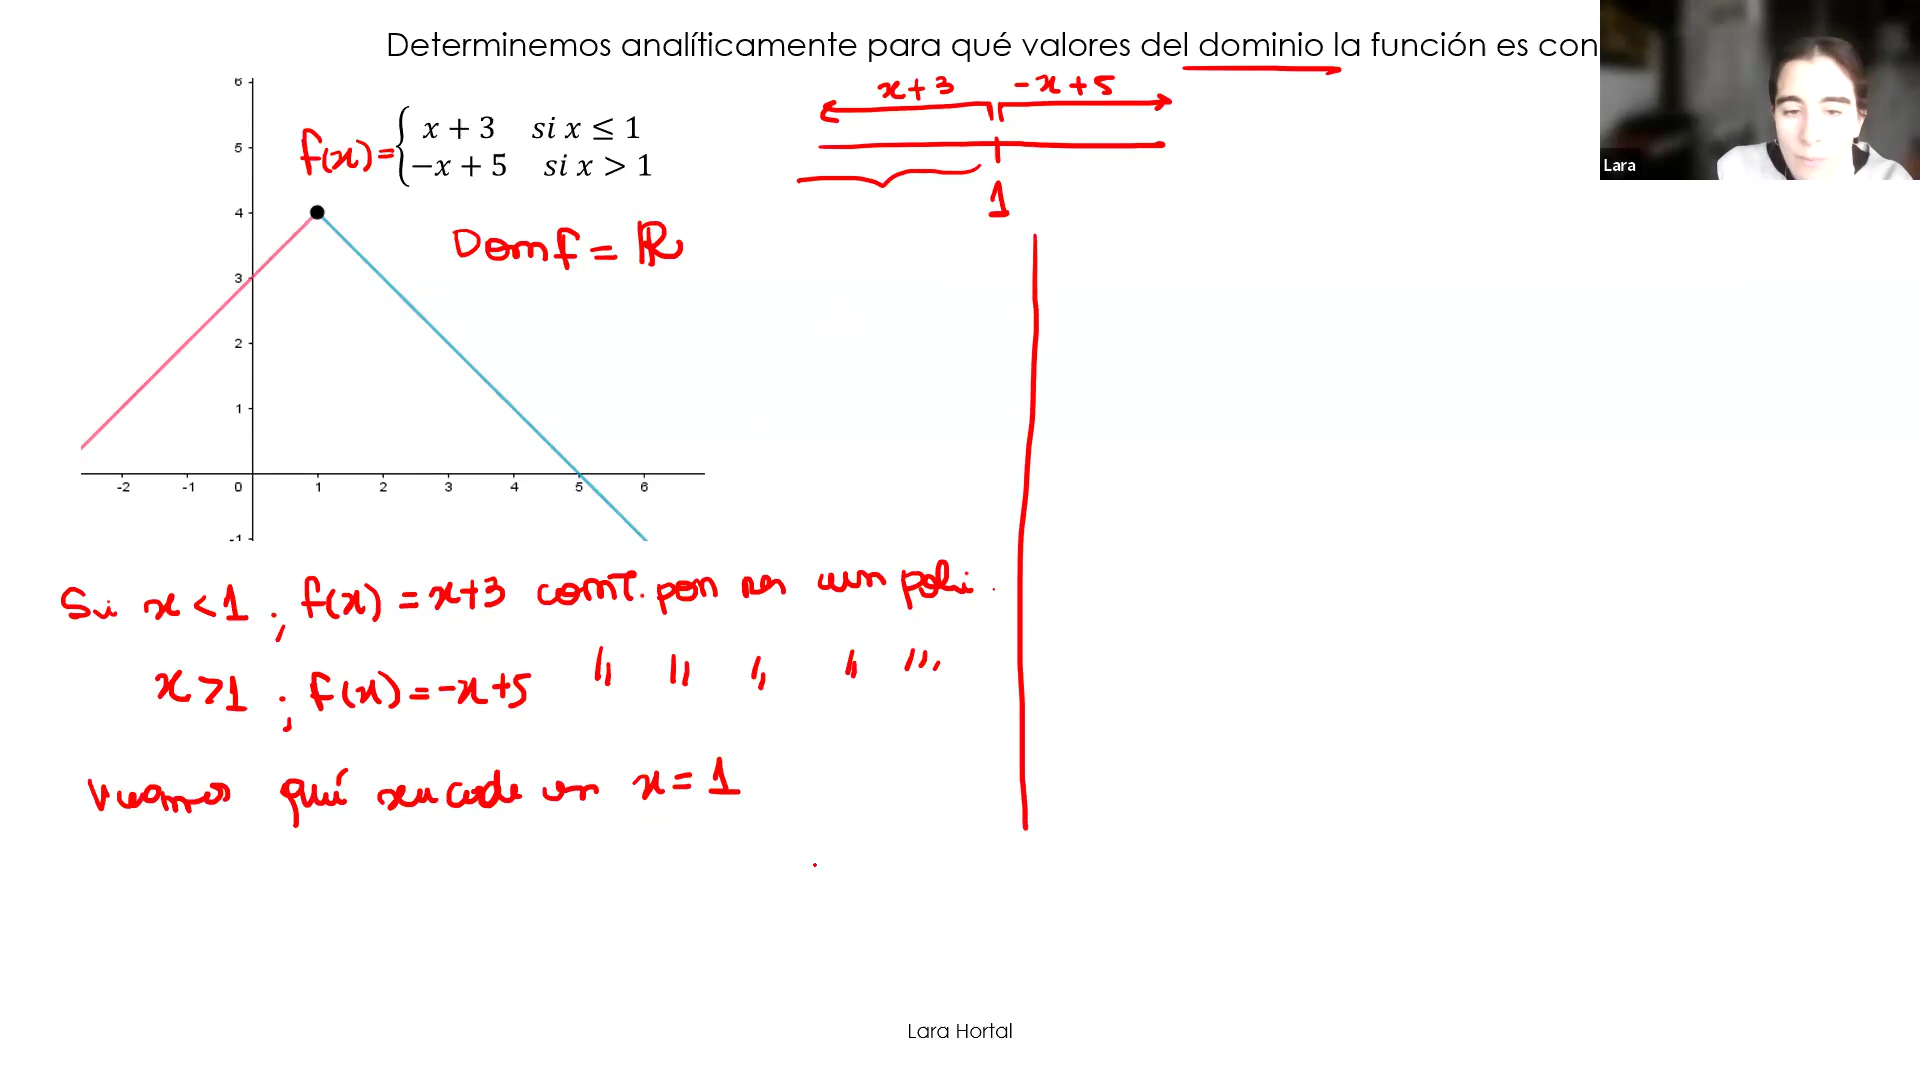 Determinemos analíticamente para qué valores del dominio la función es con
Lara
x+3 -x+5
1
f(x)= x + 3 si x ≤ 1
−x + 5 si x > 1
Dom f = ℝ
6
5
4
3
2
1
-1
-2 -1 0 1 2 3 4 5 6
Si x<1 ; f(x) = x+3 cont. por ser un poli.
x>1 ; f(x) = -x+5 " " " " "
Veamos qué sucede en x = 1
Lara Hortal